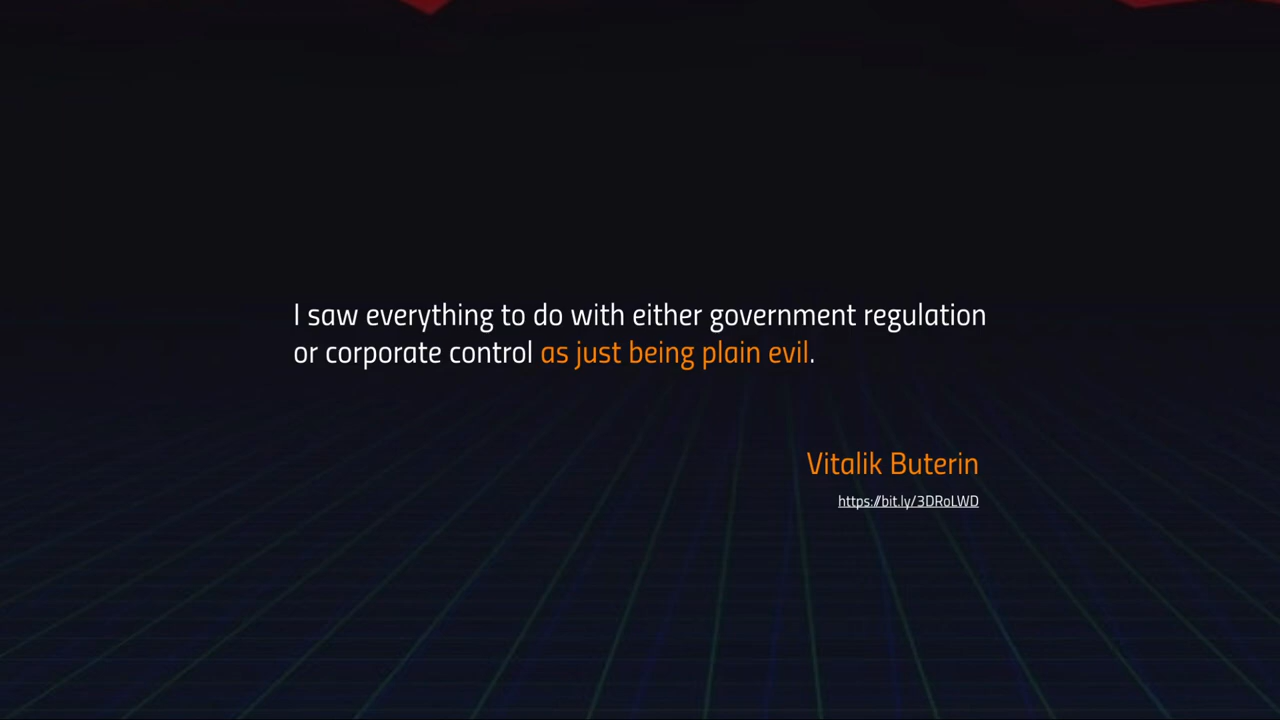 I saw everything to do with either government regulation
or corporate control as just being plain evil.
Vitalik Buterin
https://bit.ly/3DRoLWD